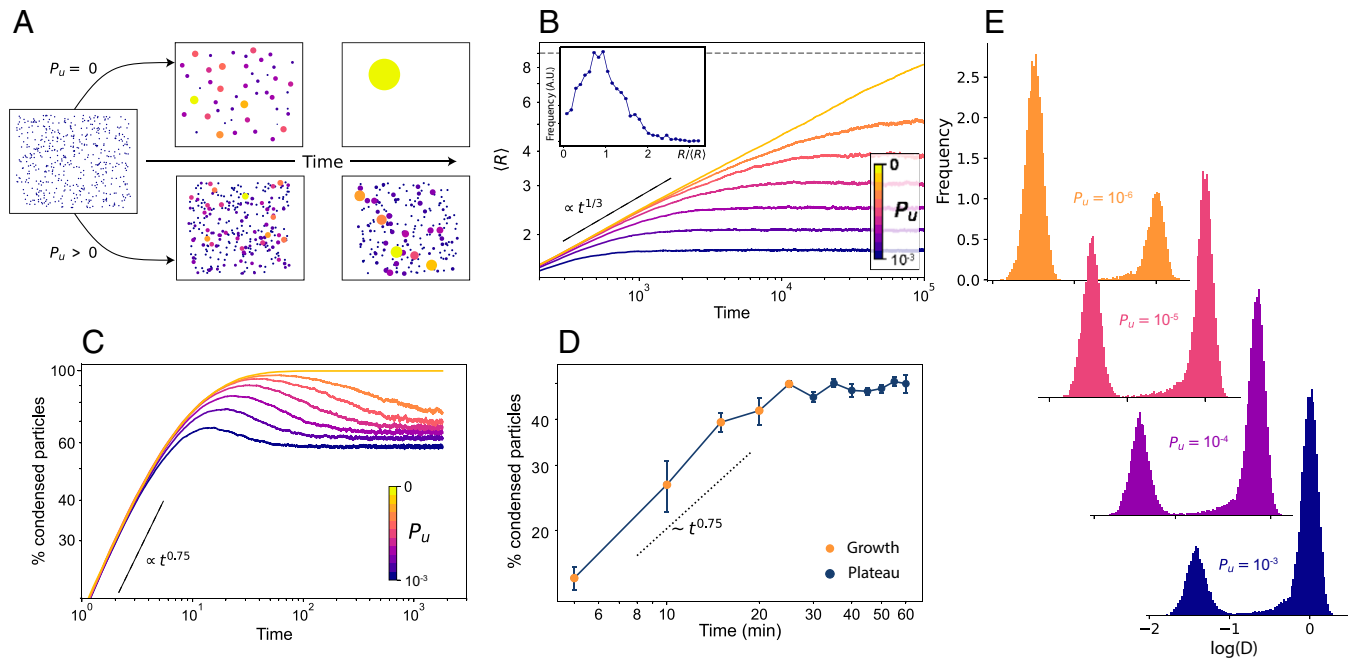 A
P_u = 0
Time
P_u > 0
B
⟨R⟩
8
4
3
2
Frequency (A.U.)
0
1
2
R/⟨R⟩
∝ t^{1/3}
0
P_u
10^{-3}
10^3
10^4
10^5
Time
C
% condensed particles
100
80
60
40
30
∝ t^{0.75}
0
P_u
10^{-3}
10^0
10^1
10^2
10^3
Time
D
% condensed particles
40
30
20
~ t^{0.75}
Growth
Plateau
6
8
10
20
30
40
50
60
Time (min)
E
Frequency
2.5
2.0
1.5
1.0
0.5
0.0
P_u = 10^{-6}
P_u = 10^{-5}
P_u = 10^{-4}
P_u = 10^{-3}
−2
−1
0
log(D)